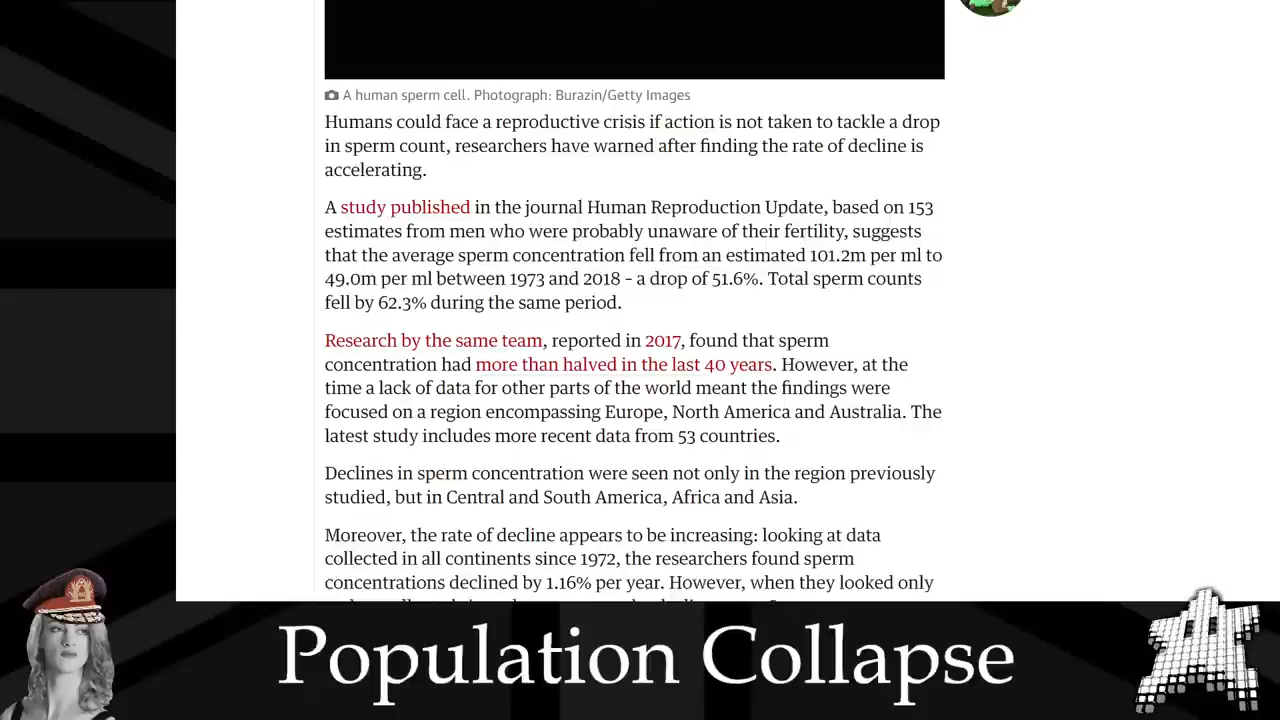 A human sperm cell. Photograph: Burazin/Getty Images
Humans could face a reproductive crisis if action is not taken to tackle a drop
in sperm count, researchers have warned after finding the rate of decline is
accelerating.
A study published in the journal Human Reproduction Update, based on 153
estimates from men who were probably unaware of their fertility, suggests
that the average sperm concentration fell from an estimated 101.2m per ml to
49.0m per ml between 1973 and 2018 – a drop of 51.6%. Total sperm counts
fell by 62.3% during the same period.
Research by the same team, reported in 2017, found that sperm
concentration had more than halved in the last 40 years. However, at the
time a lack of data for other parts of the world meant the findings were
focused on a region encompassing Europe, North America and Australia. The
latest study includes more recent data from 53 countries.
Declines in sperm concentration were seen not only in the region previously
studied, but in Central and South America, Africa and Asia.
Moreover, the rate of decline appears to be increasing: looking at data
collected in all continents since 1972, the researchers found sperm
concentrations declined by 1.16% per year. However, when they looked only
Population Collapse